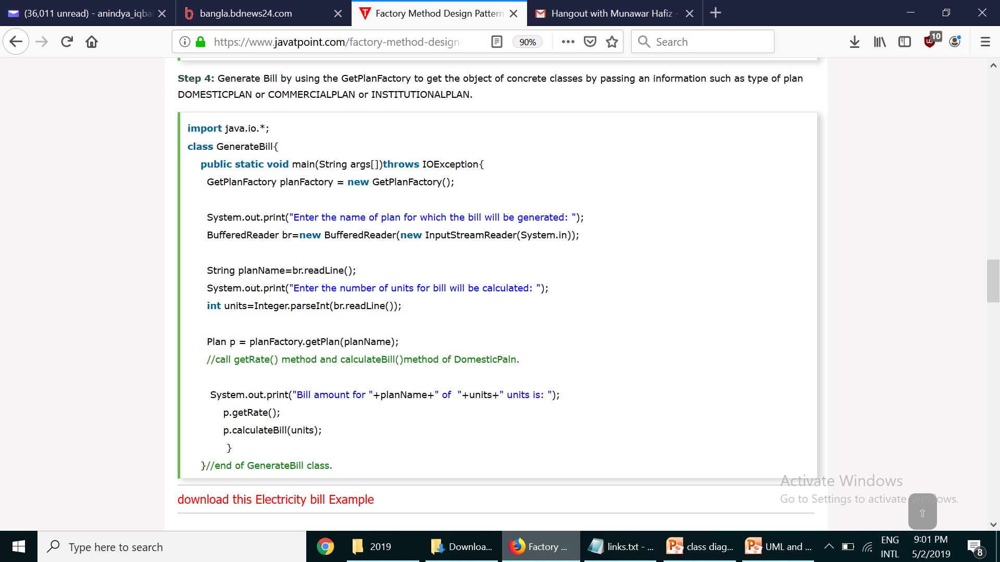 (36,011 unread) - anindya_iqba
bangla.bdnews24.com
Factory Method Design Pattern
Hangout with Munawar Hafiz -
https://www.javatpoint.com/factory-method-design-
90%
Search
10
Step 4: Generate Bill by using the GetPlanFactory to get the object of concrete classes by passing an information such as type of plan
DOMESTICPLAN or COMMERCIALPLAN or INSTITUTIONALPLAN.
import java.io.*;
class GenerateBill{
public static void main(String args[])throws IOException{
GetPlanFactory planFactory = new GetPlanFactory();
System.out.print("Enter the name of plan for which the bill will be generated: ");
BufferedReader br=new BufferedReader(new InputStreamReader(System.in));
String planName=br.readLine();
System.out.print("Enter the number of units for bill will be calculated: ");
int units=Integer.parseInt(br.readLine());
Plan p = planFactory.getPlan(planName);
//call getRate() method and calculateBill()method of DomesticPaln.
System.out.print("Bill amount for "+planName+" of  "+units+" units is: ");
p.getRate();
p.calculateBill(units);
}
}//end of GenerateBill class.
download this Electricity bill Example
Activate Windows
Go to Settings to activate Windows.
Type here to search
2019
Downloa...
Factory ...
links.txt - ...
class diag...
UML and ...
ENG
INTL
9:01 PM
5/2/2019
8